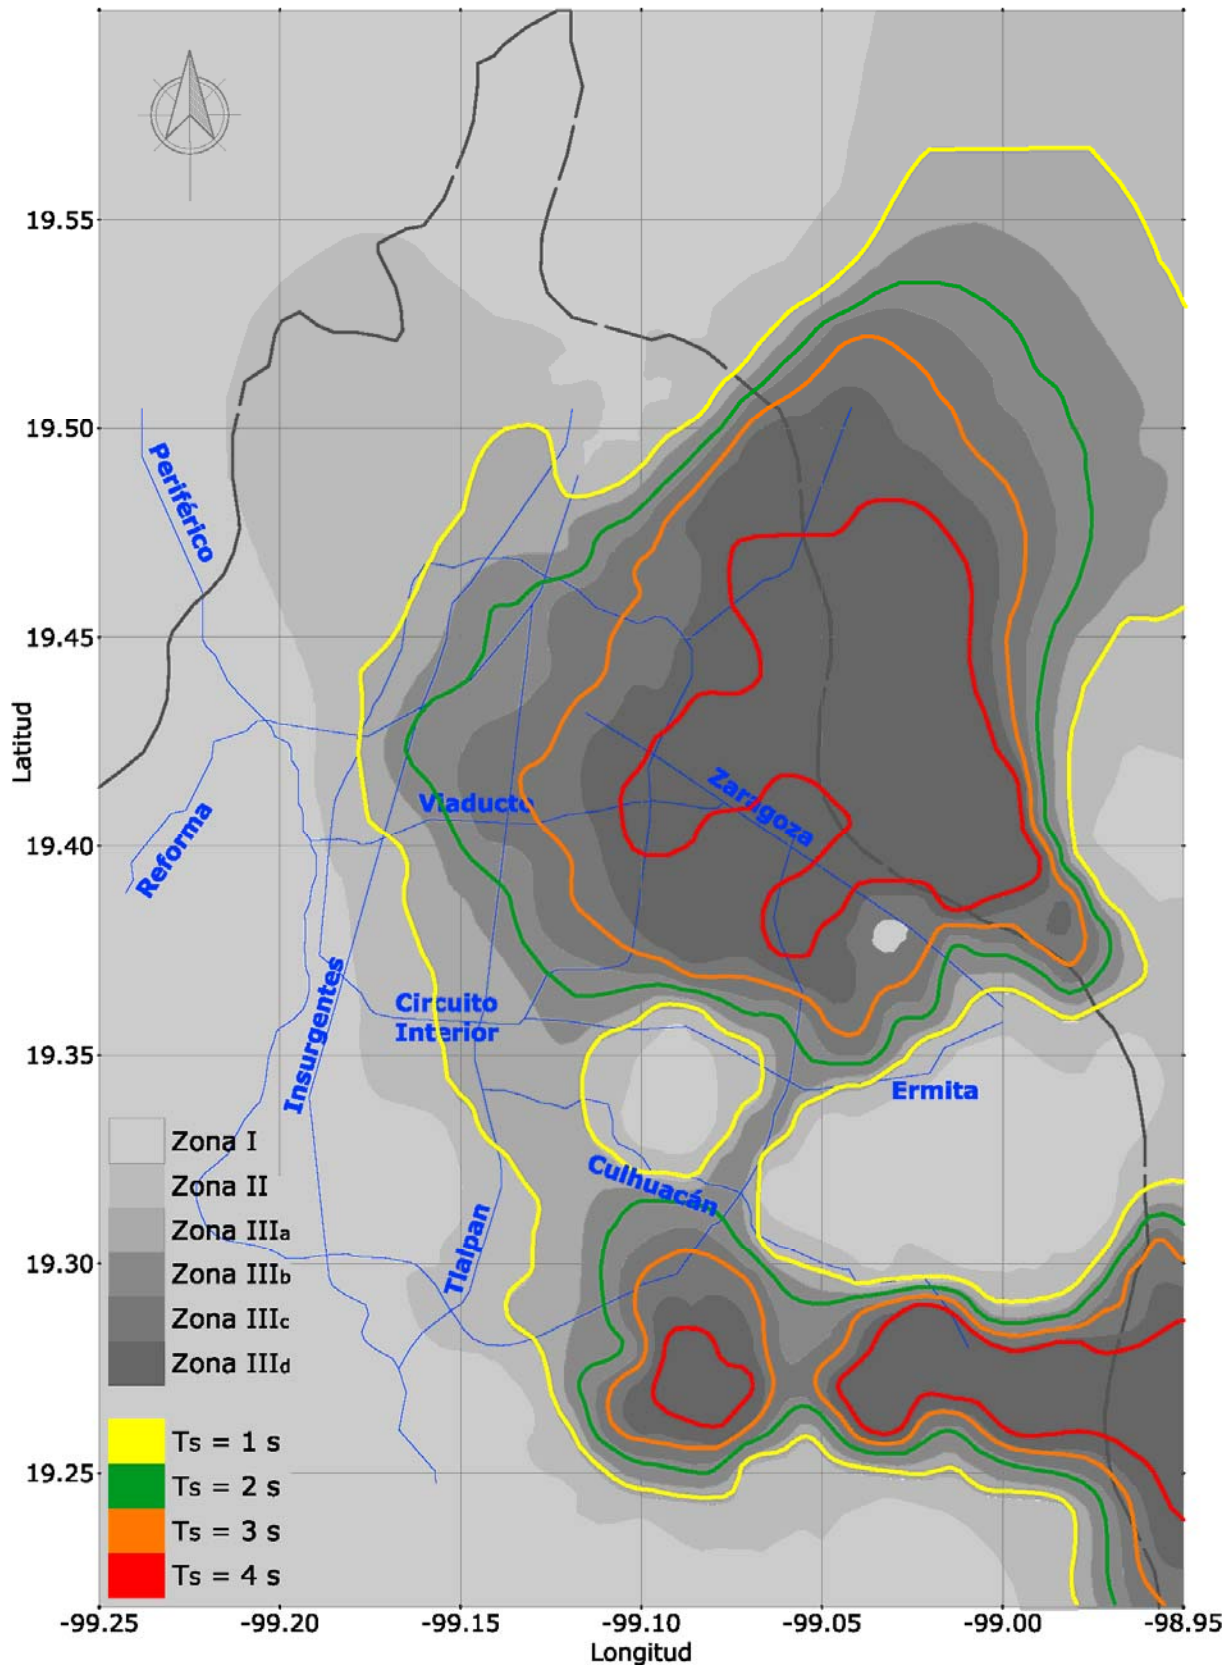 19.55
19.50
19.45
19.40
19.35
19.30
19.25
Latitud
Periférico
Reforma
Viaducto
Zaragoza
Insurgentes
Circuito
Interior
Ermita
Culhuacán
Tlalpan
Zona I
Zona II
Zona IIIa
Zona IIIb
Zona IIIc
Zona IIId
Ts = 1 s
Ts = 2 s
Ts = 3 s
Ts = 4 s
-99.25
-99.20
-99.15
-99.10
-99.05
-99.00
-98.95
Longitud